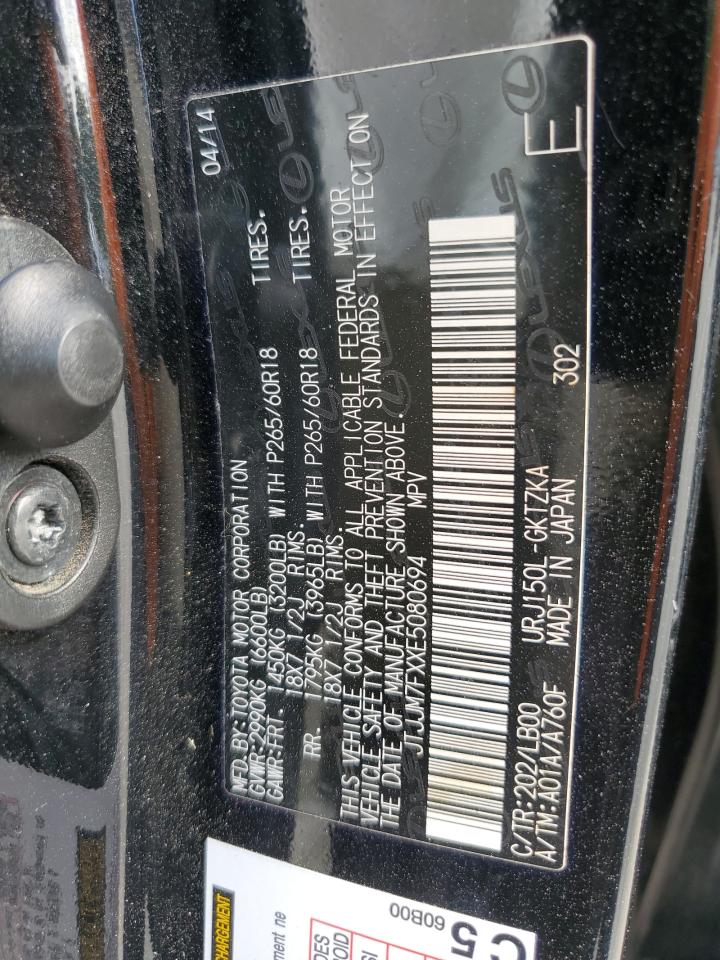 MFD.BY:TOYOTA MOTOR CORPORATION 04/14
GVWR:2990KG (6600LB)
GAWR:FRT. 1450KG (3200LB) WITH P265/60R18 TIRES.
18X7 1/2J RIMS.
RR. 1795KG (3965LB) WITH P265/60R18 TIRES.
18X7 1/2J RIMS.
THIS VEHICLE CONFORMS TO ALL APPLICABLE FEDERAL MOTOR
VEHICLE SAFETY AND THEFT PREVENTION STANDARDS IN EFFECT ON
THE DATE OF MANUFACTURE SHOWN ABOVE.
JTJJM7FXXE5080694 MPV
C/TR:202/LB00 URJ150L-GKTZKA 302
A/TM:A01A/A760F MADE IN JAPAN E
LEXUS
60B00